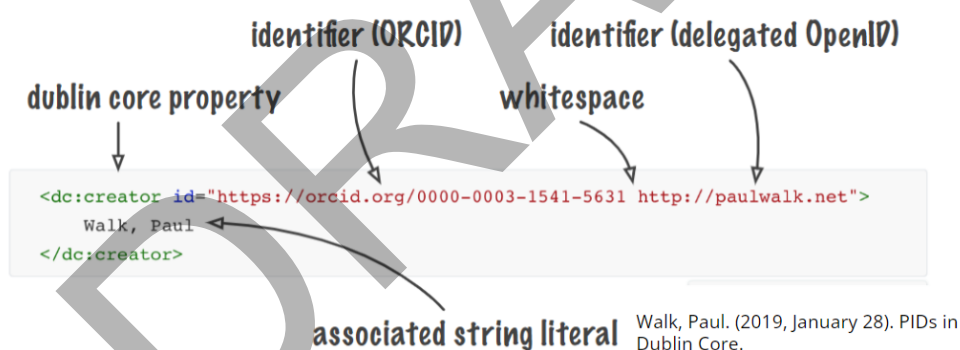 identifier (ORCID) identifier (delegated OpenID)
dublin core property whitespace
<dc:creator id="https://orcid.org/0000-0003-1541-5631 http://paulwalk.net">
Walk, Paul
</dc:creator>
associated string literal
Walk, Paul. (2019, January 28). PIDs in
Dublin Core.
DRA